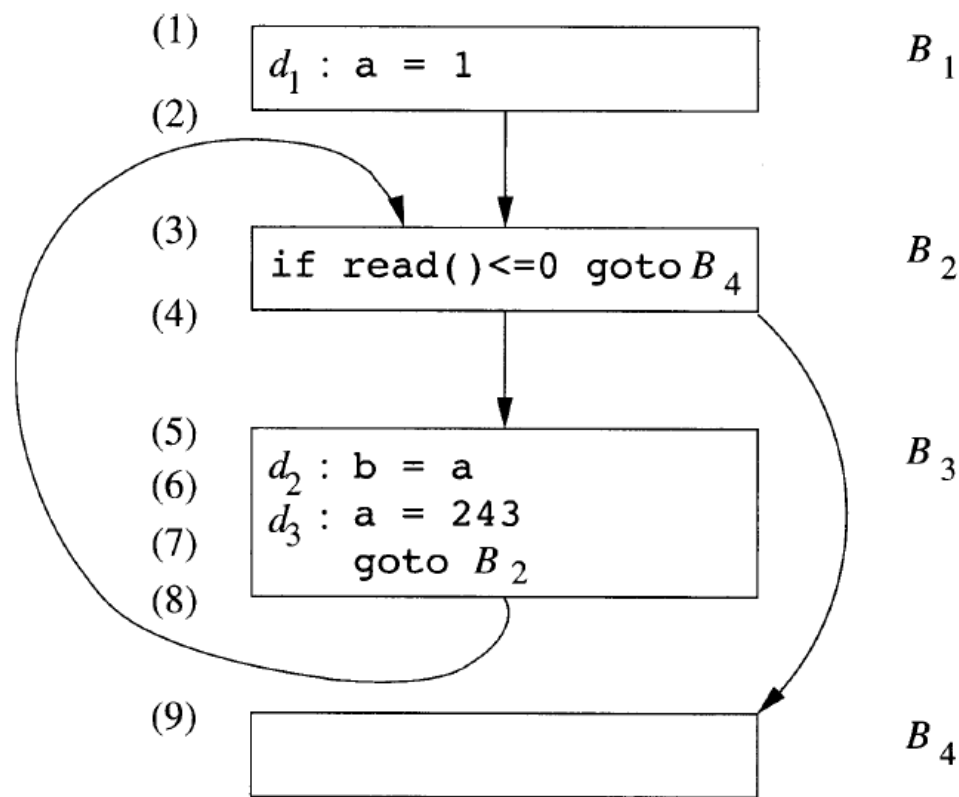 (1)
d1 : a = 1
B1
(2)
(3)
if read()<=0 goto B4
B2
(4)
(5)
d2 : b = a
B3
(6)
d3 : a = 243
(7)
goto B2
(8)
(9)
B4